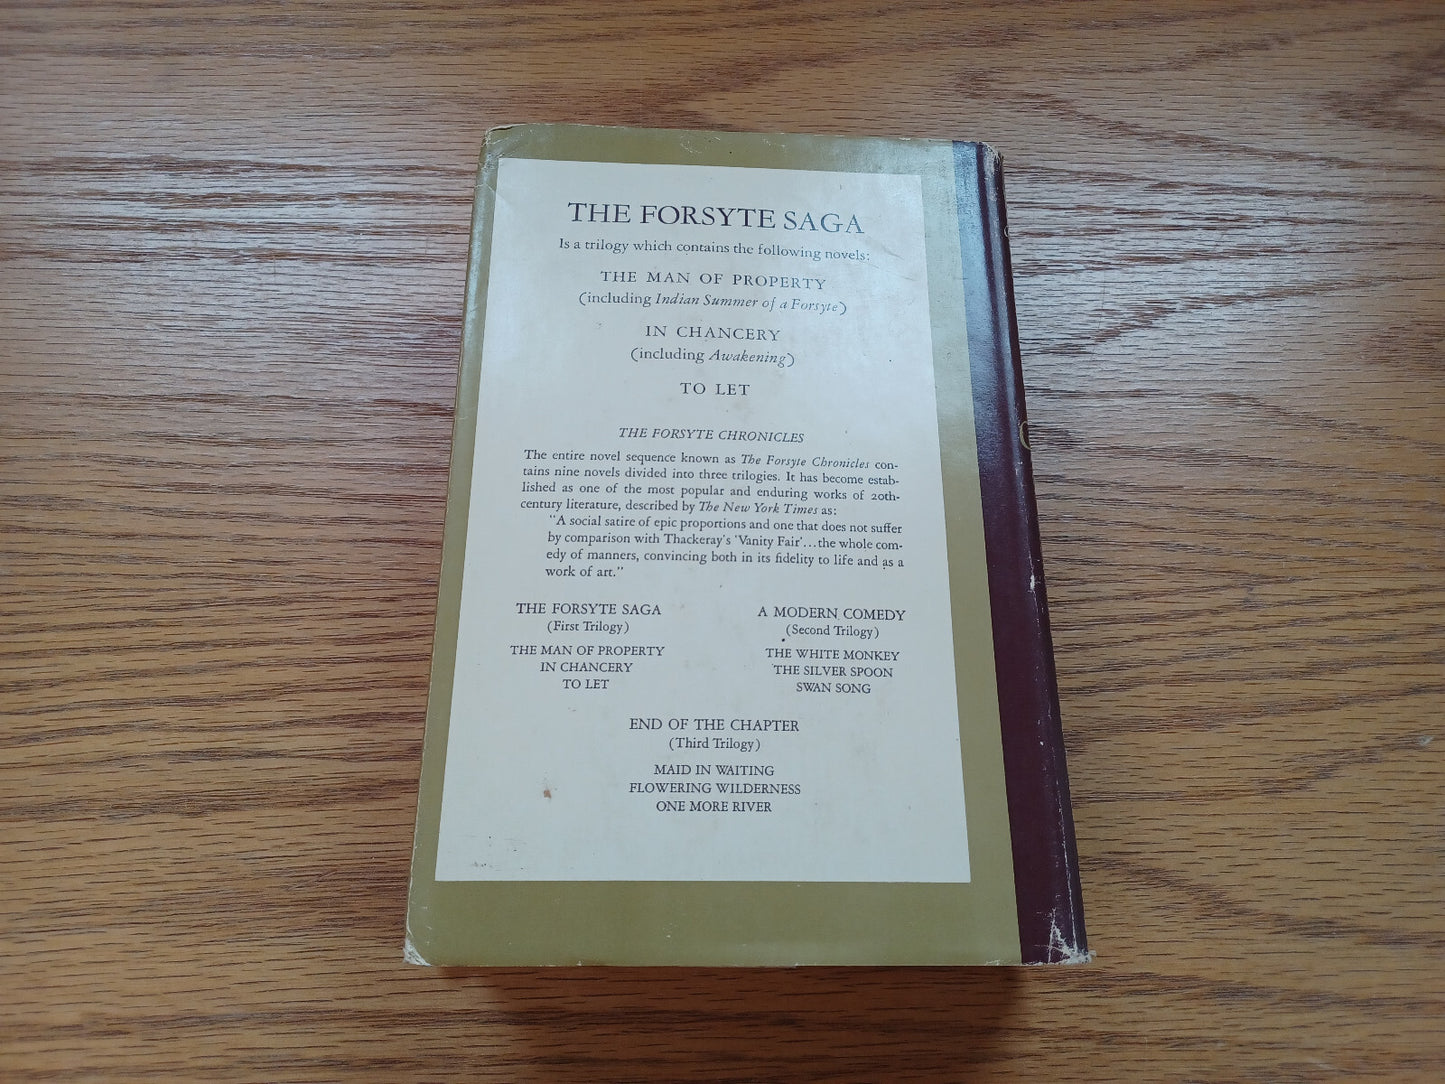 THE FORSYTE SAGA
Is a trilogy which contains the following novels:
THE MAN OF PROPERTY
(including Indian Summer of a Forsyte)
IN CHANCERY
(including Awakening)
TO LET
THE FORSYTE CHRONICLES
The entire novel sequence known as The Forsyte Chronicles con-
tains nine novels divided into three trilogies. It has become estab-
lished as one of the most popular and enduring works of 20th-
century literature, described by The New York Times as:
"A social satire of epic proportions and one that does not suffer
by comparison with Thackeray's 'Vanity Fair'...the whole com-
edy of manners, convincing both in its fidelity to life and as a
work of art."
THE FORSYTE SAGA
(First Trilogy)
THE MAN OF PROPERTY
IN CHANCERY
TO LET
A MODERN COMEDY
(Second Trilogy)
THE WHITE MONKEY
THE SILVER SPOON
SWAN SONG
END OF THE CHAPTER
(Third Trilogy)
MAID IN WAITING
FLOWERING WILDERNESS
ONE MORE RIVER